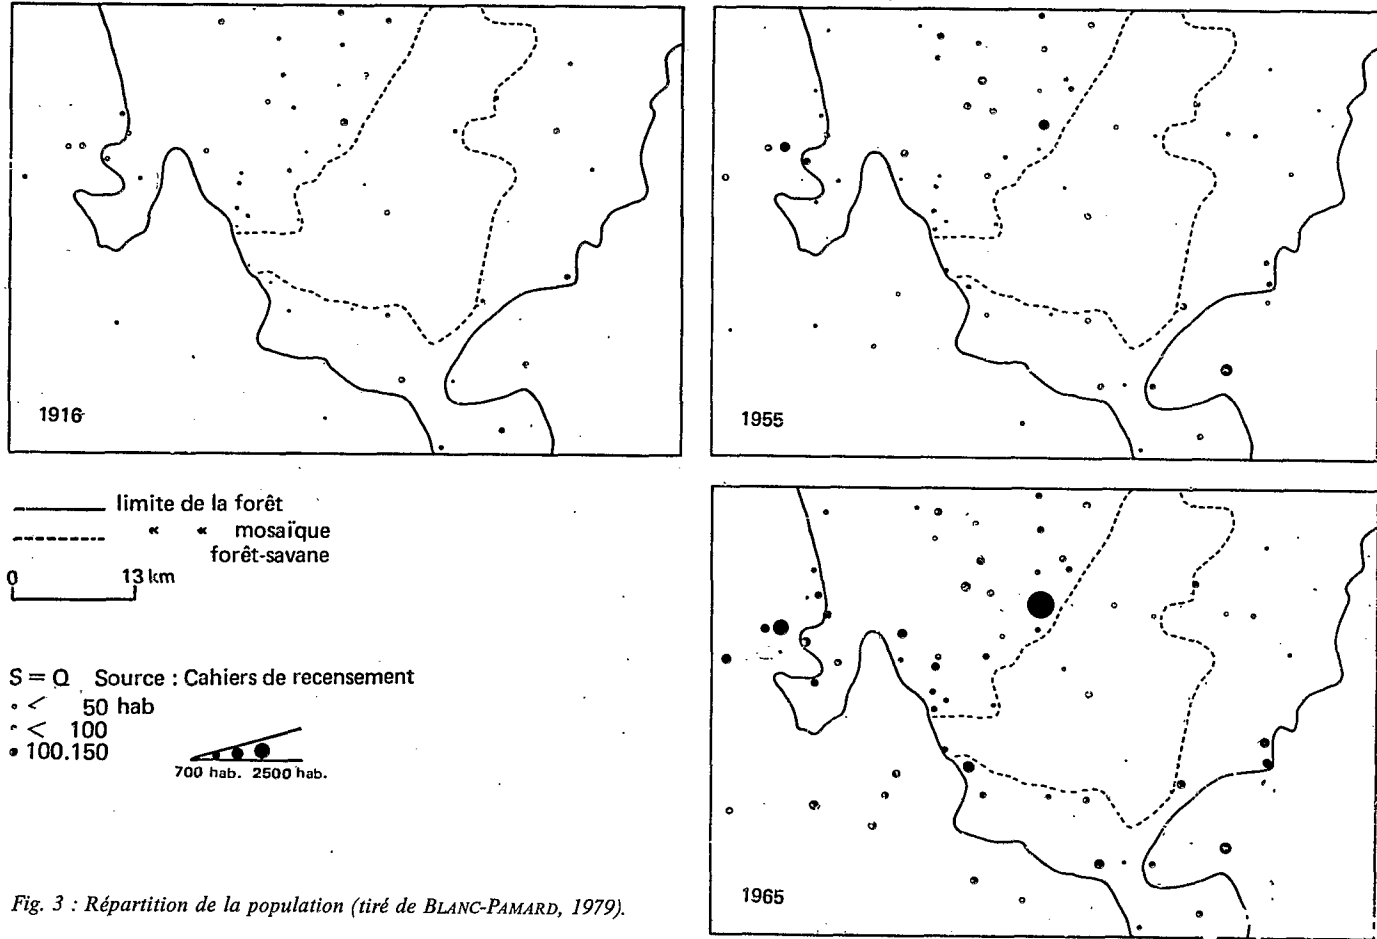 1916
1955
limite de la forêt
« « mosaïque
forêt-savane
0 13 km
S = Q Source : Cahiers de recensement
< 50 hab
< 100
100.150
700 hab. 2500 hab.
1965
Fig. 3 : Répartition de la population (tiré de BLANC-PAMARD, 1979).